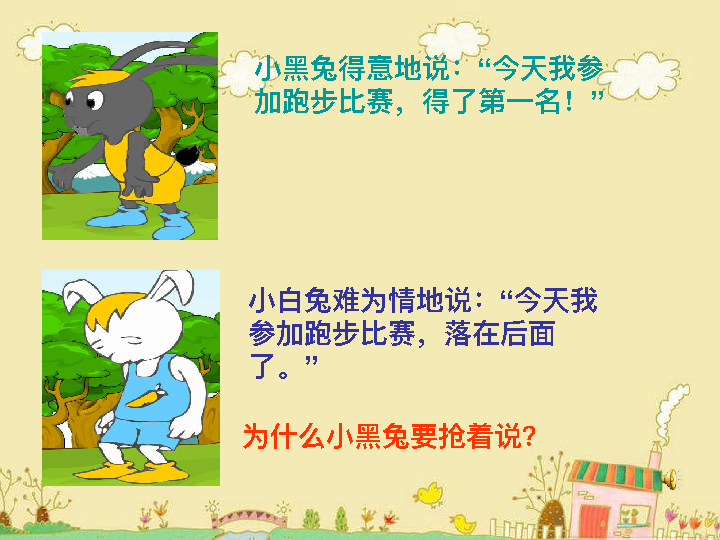 小黑兔得意地说：“今天我参
加跑步比赛，得了第一名！”
小白兔难为情地说：“今天我
参加跑步比赛，落在后面
了。”
为什么小黑兔要抢着说？